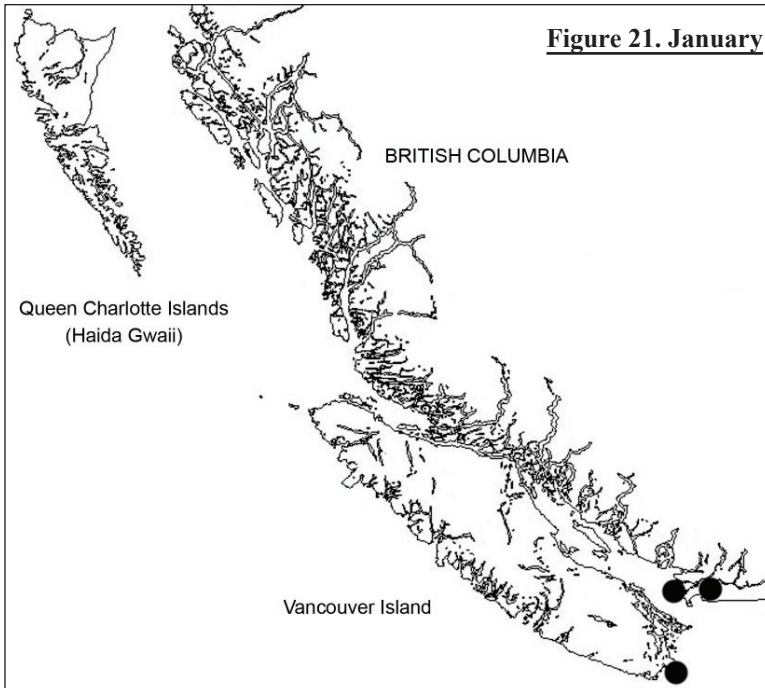 Figure 21. January
BRITISH COLUMBIA
Queen Charlotte Islands
(Haida Gwaii)
Vancouver Island